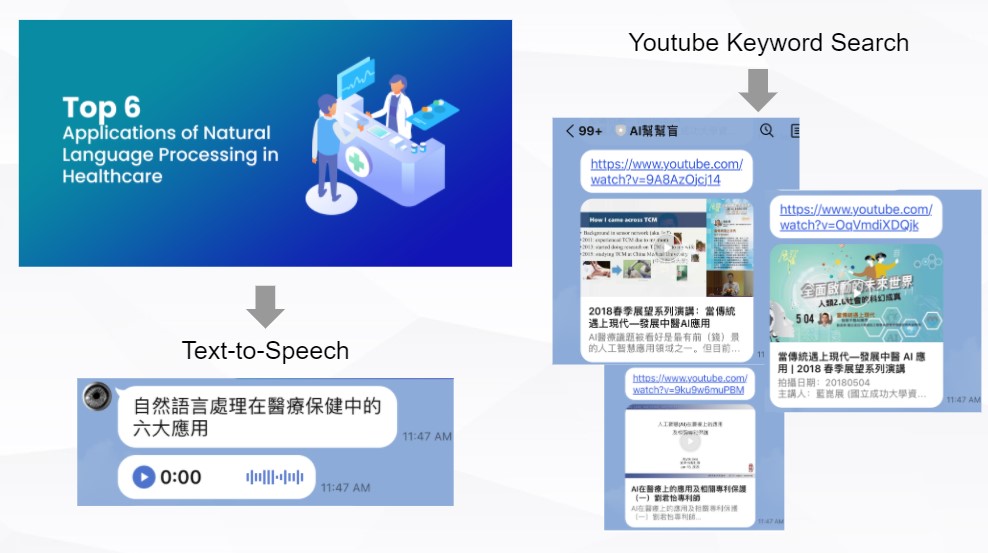 Top 6
Applications of Natural
Language Processing in
Healthcare
Text-to-Speech
自然語言處理在醫療保健中的
六大應用
11:47 AM
0:00
11:47 AM
Youtube Keyword Search
99+ AI幫幫盲
https://www.youtube.com/
watch?v=9A8AzOjcj14
How I came across TCM
2018春季展望系列演講：當傳統
遇上現代—發展中醫AI應用
AI醫療議題被看好是最有前（錢）景
的人工智慧應用領域之一。但目前...
11
https://www.youtube.com/
watch?v=OqVmdiXDQjk
全面啟動的未來世界
人類2.0社會的科幻成真
5 04
當傳統遇上現代—發展中醫 AI 應
用 | 2018 春季展望系列演講
拍攝日期：20180504
主講人：藍崑展 (國立成功大學資...
11:47 AM
https://www.youtube.com/
watch?v=9ku9w6muPBM
AI在醫療上的應用及相關專利保護
（一）劉君怡專利師
AI在醫療上的應用及相關專利保護
（一）劉君怡專利師...
11:47 AM